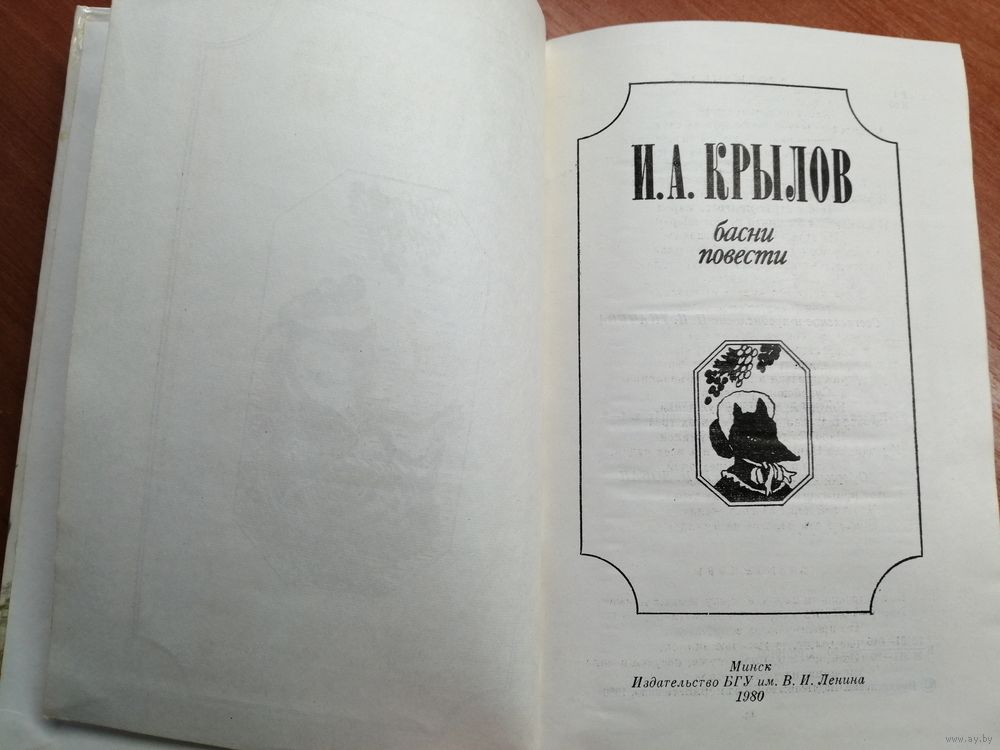 И. А. КРЫЛОВ
басни
повести
Минск
Издательство БГУ им. В. И. Ленина
1980
www.ay.by